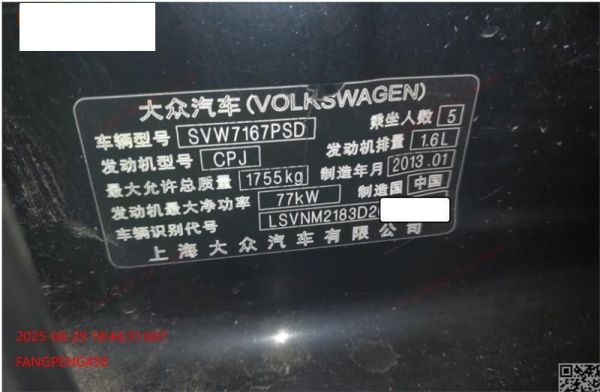 大众汽车(VOLKSWAGEN)
车辆型号 SVW7167PSD 乘坐人数 5
发动机型号 CPJ 发动机排量 1.6L
最大允许总质量 1755kg 制造年月 2013.01
发动机最大净功率 77kW 制造国 中国
车辆识别代号 LSVNM2183D2
上海大众汽车有限公司